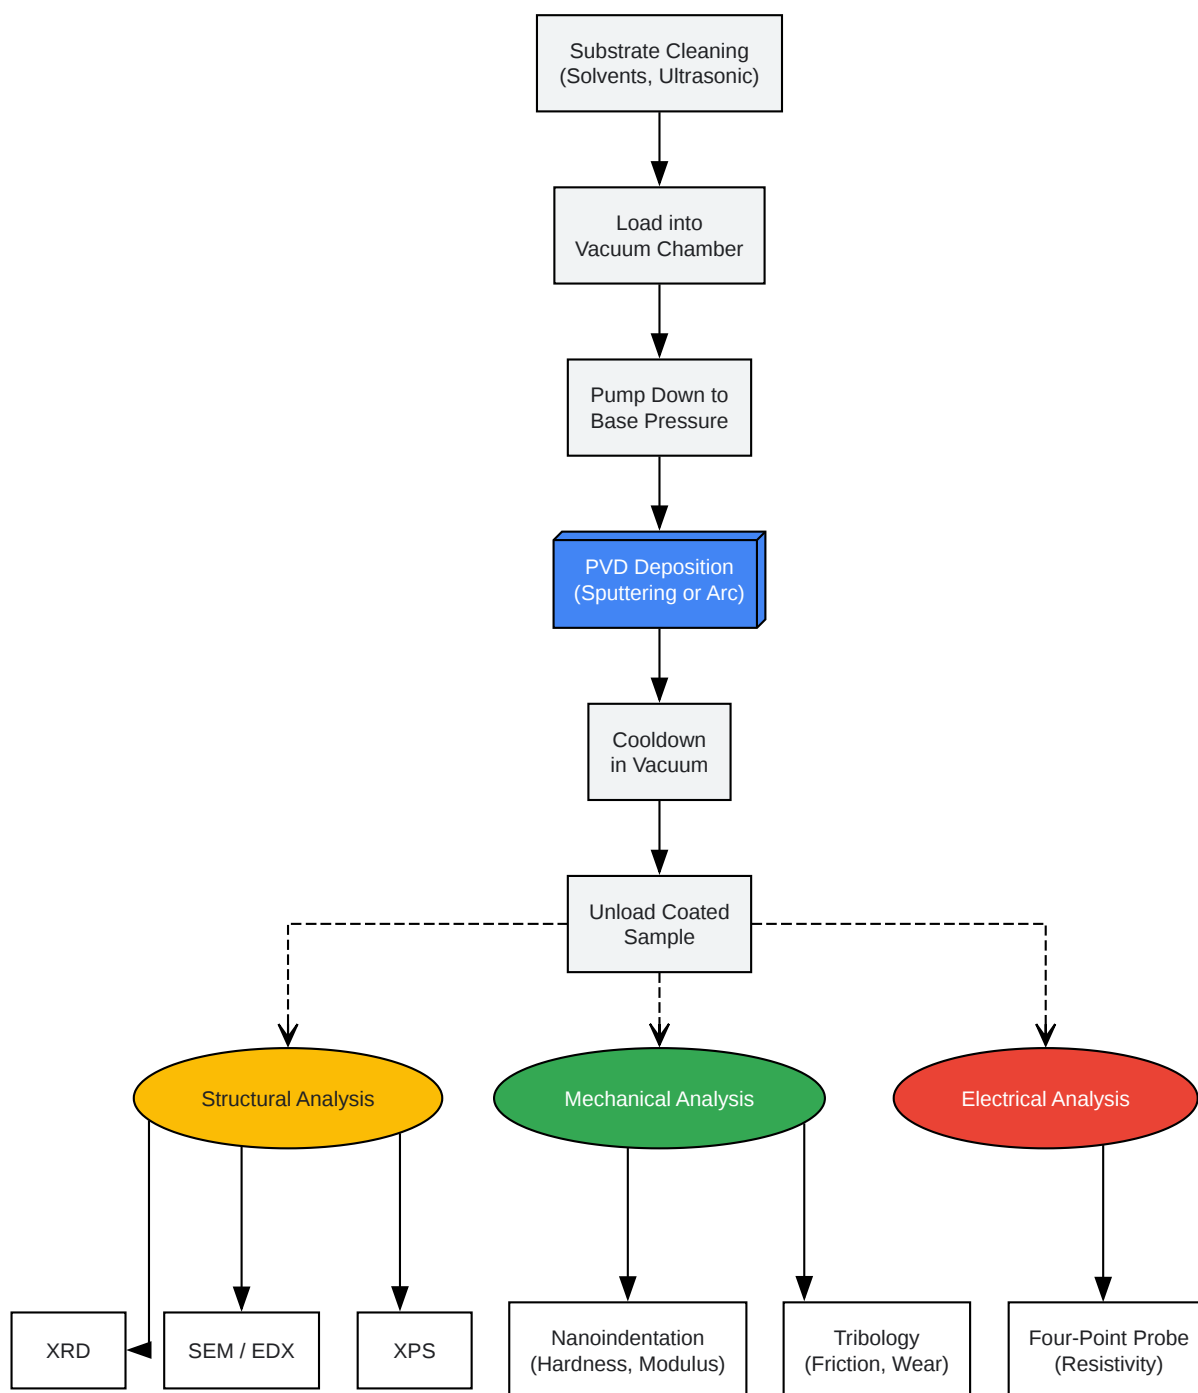 Substrate Cleaning
(Solvents, Ultrasonic)
Load into
Vacuum Chamber
Pump Down to
Base Pressure
PVD Deposition
(Sputtering or Arc)
Cooldown
in Vacuum
Unload Coated
Sample
Structural Analysis
Mechanical Analysis
Electrical Analysis
XRD
SEM / EDX
XPS
Nanoindentation
(Hardness, Modulus)
Tribology
(Friction, Wear)
Four-Point Probe
(Resistivity)